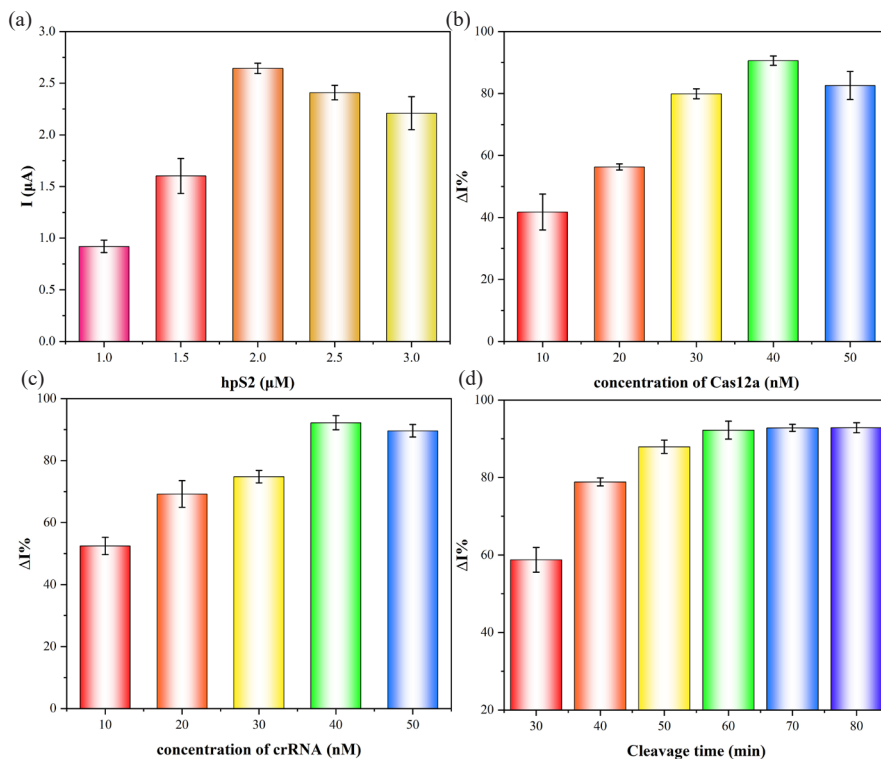 (a)
I (μA)
3.0
2.5
2.0
1.5
1.0
0.5
0.0
1.0 1.5 2.0 2.5 3.0
hpS2 (μM)
(b)
ΔI%
100
80
60
40
20
0
10 20 30 40 50
concentration of Cas12a (nM)
(c)
ΔI%
100
80
60
40
20
0
10 20 30 40 50
concentration of crRNA (nM)
(d)
ΔI%
100
80
60
40
20
30 40 50 60 70 80
Cleavage time (min)